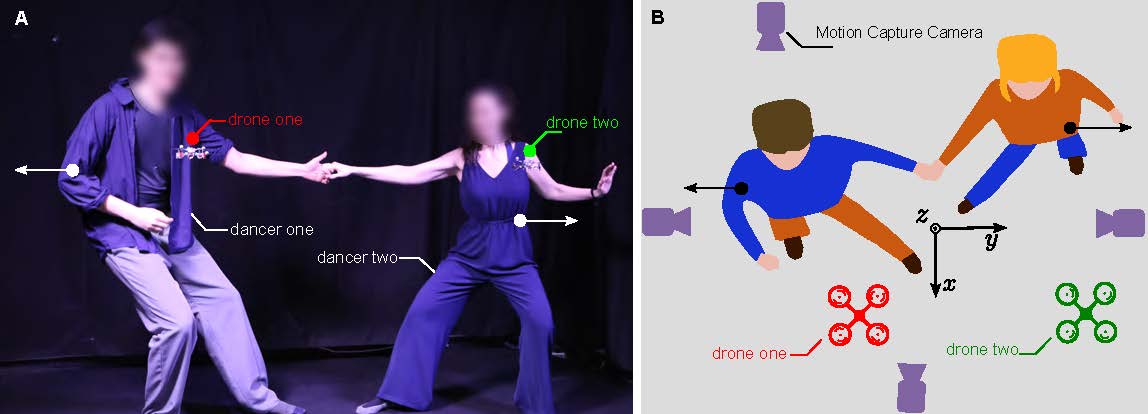 A
drone one
drone two
dancer one
dancer two
B
Motion Capture Camera
z
y
x
drone one
drone two